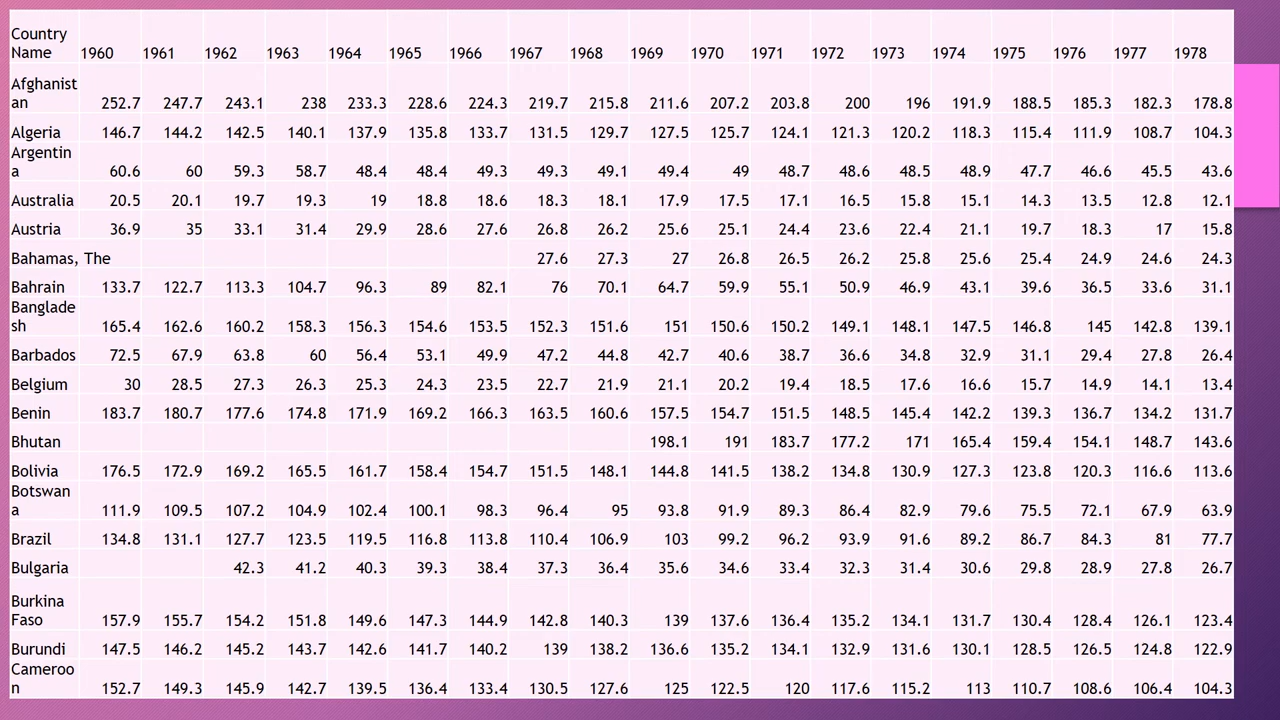 Country
Name 1960 1961 1962 1963 1964 1965 1966 1967 1968 1969 1970 1971 1972 1973 1974 1975 1976 1977 1978
Afghanist
an 252.7 247.7 243.1 238 233.3 228.6 224.3 219.7 215.8 211.6 207.2 203.8 200 196 191.9 188.5 185.3 182.3 178.8
Algeria 146.7 144.2 142.5 140.1 137.9 135.8 133.7 131.5 129.7 127.5 125.7 124.1 121.3 120.2 118.3 115.4 111.9 108.7 104.3
Argentin
a 60.6 60 59.3 58.7 48.4 48.4 49.3 49.3 49.1 49.4 49 48.7 48.6 48.5 48.9 47.7 46.6 45.5 43.6
Australia 20.5 20.1 19.7 19.3 19 18.8 18.6 18.3 18.1 17.9 17.5 17.1 16.5 15.8 15.1 14.3 13.5 12.8 12.1
Austria 36.9 35 33.1 31.4 29.9 28.6 27.6 26.8 26.2 25.6 25.1 24.4 23.6 22.4 21.1 19.7 18.3 17 15.8
Bahamas, The 27.6 27.3 27 26.8 26.5 26.2 25.8 25.6 25.4 24.9 24.6 24.3
Bahrain 133.7 122.7 113.3 104.7 96.3 89 82.1 76 70.1 64.7 59.9 55.1 50.9 46.9 43.1 39.6 36.5 33.6 31.1
Banglade
sh 165.4 162.6 160.2 158.3 156.3 154.6 153.5 152.3 151.6 151 150.6 150.2 149.1 148.1 147.5 146.8 145 142.8 139.1
Barbados 72.5 67.9 63.8 60 56.4 53.1 49.9 47.2 44.8 42.7 40.6 38.7 36.6 34.8 32.9 31.1 29.4 27.8 26.4
Belgium 30 28.5 27.3 26.3 25.3 24.3 23.5 22.7 21.9 21.1 20.2 19.4 18.5 17.6 16.6 15.7 14.9 14.1 13.4
Benin 183.7 180.7 177.6 174.8 171.9 169.2 166.3 163.5 160.6 157.5 154.7 151.5 148.5 145.4 142.2 139.3 136.7 134.2 131.7
Bhutan 198.1 191 183.7 177.2 171 165.4 159.4 154.1 148.7 143.6
Bolivia 176.5 172.9 169.2 165.5 161.7 158.4 154.7 151.5 148.1 144.8 141.5 138.2 134.8 130.9 127.3 123.8 120.3 116.6 113.6
Botswan
a 111.9 109.5 107.2 104.9 102.4 100.1 98.3 96.4 95 93.8 91.9 89.3 86.4 82.9 79.6 75.5 72.1 67.9 63.9
Brazil 134.8 131.1 127.7 123.5 119.5 116.8 113.8 110.4 106.9 103 99.2 96.2 93.9 91.6 89.2 86.7 84.3 81 77.7
Bulgaria 42.3 41.2 40.3 39.3 38.4 37.3 36.4 35.6 34.6 33.4 32.3 31.4 30.6 29.8 28.9 27.8 26.7
Burkina
Faso 157.9 155.7 154.2 151.8 149.6 147.3 144.9 142.8 140.3 139 137.6 136.4 135.2 134.1 131.7 130.4 128.4 126.1 123.4
Burundi 147.5 146.2 145.2 143.7 142.6 141.7 140.2 139 138.2 136.6 135.2 134.1 132.9 131.6 130.1 128.5 126.5 124.8 122.9
Cameroo
n 152.7 149.3 145.9 142.7 139.5 136.4 133.4 130.5 127.6 125 122.5 120 117.6 115.2 113 110.7 108.6 106.4 104.3